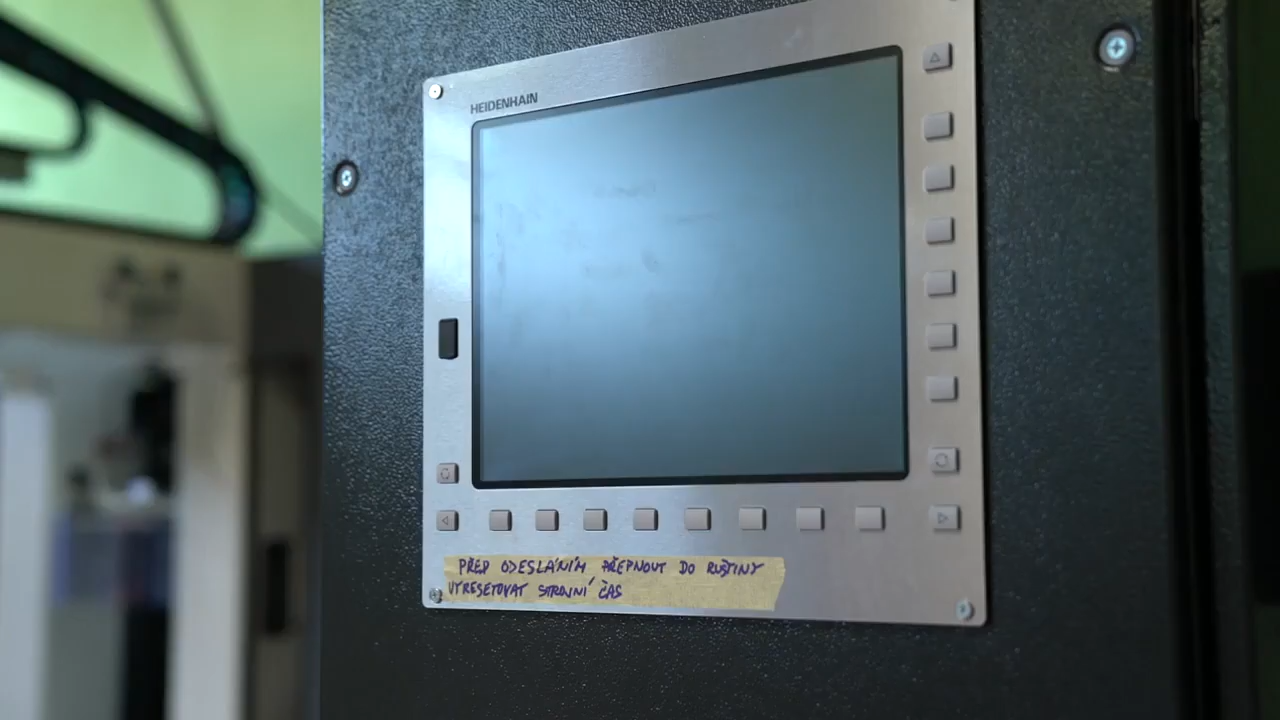 HEIDENHAIN
PŘED ODESLÁNÍM PŘEPNOUT DO RUŠTINY
VYRESETOVAT STROJNÍ ČAS